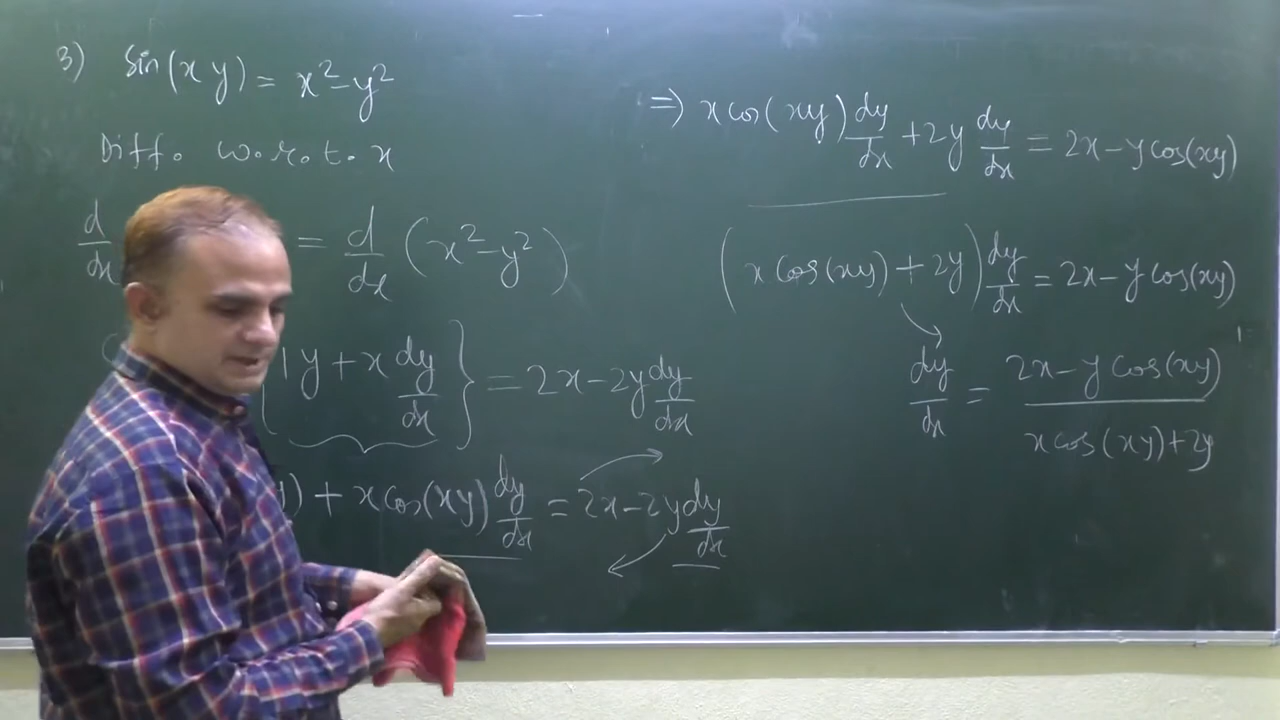 3) Sin(xy) = x²-y²
Diff. w.r.t. x
d/dx = d/dx (x²-y²)
1y + x dy/dx } = 2x-2y dy/dx
) + x cos(xy) dy/dx = 2x-2y dy/dx
=) x cos(xy) dy/dx + 2y dy/dx = 2x-y cos(xy)
(x Cos(xy) + 2y) dy/dx = 2x-y Cos(xy)
dy/dx = 2x-y Cos(xy) / x cos(xy)+2y